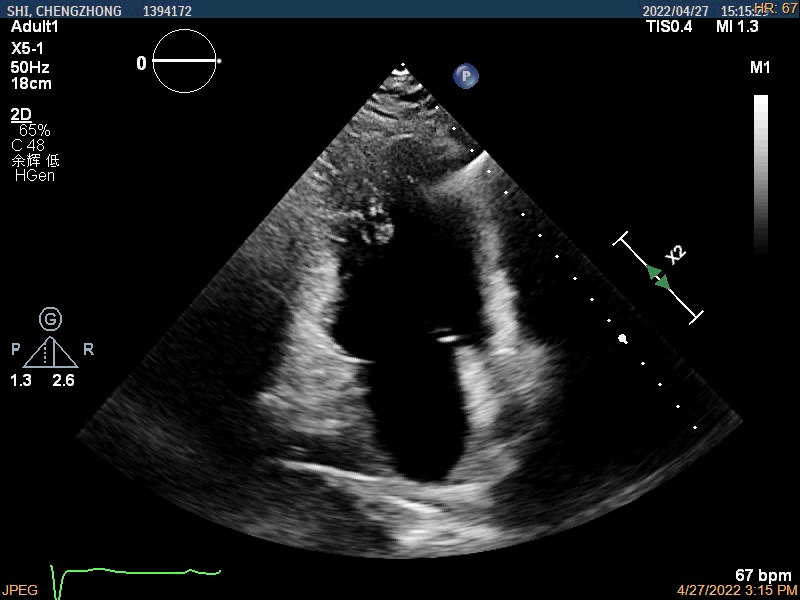 SHI, CHENGZHONG 1394172 2022/04/27 15:15:25 HR: 67
Adult1 TIS0.4 MI 1.3
X5-1
50Hz
18cm
0
P
M1
2D
65%
C 48
余辉 低
HGen
X2
G
P R
1.3 2.6
67 bpm
JPEG 4/27/2022 3:15 PM